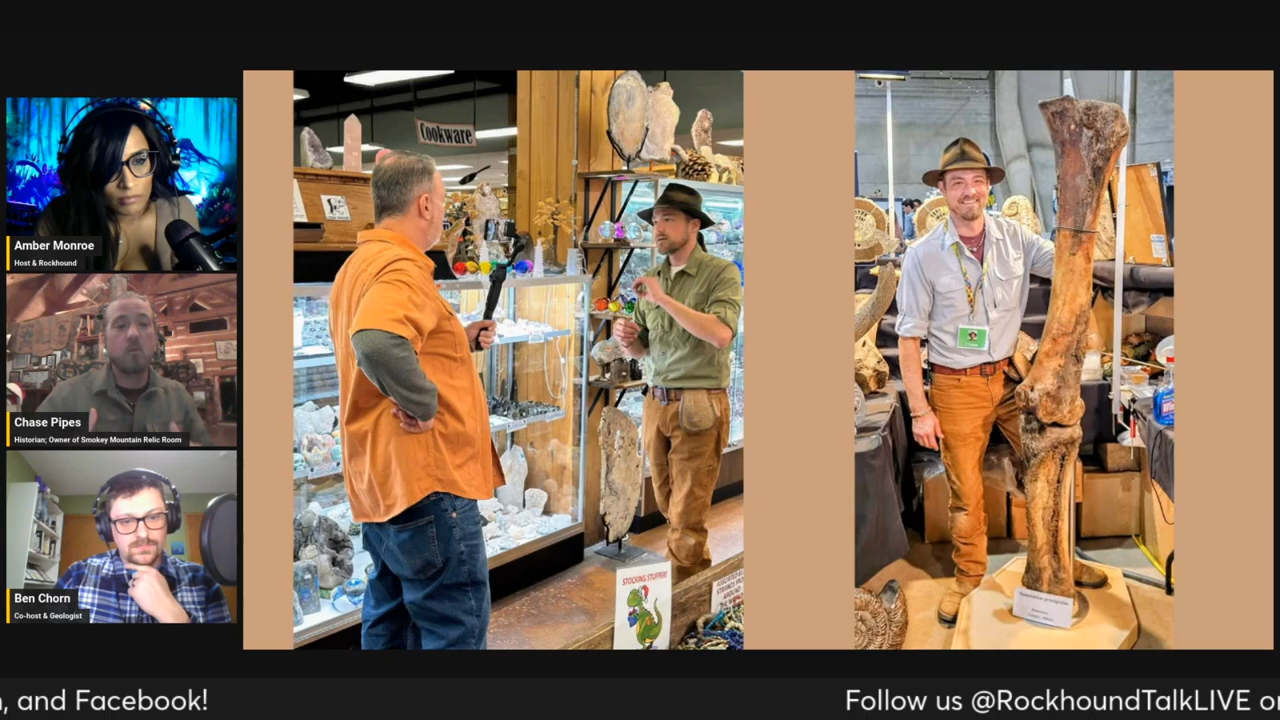 Amber Monroe
Host & Rockhound
Chase Pipes
Historian; Owner of Smokey Mountain Relic Room
Ben Chorn
Co-host & Geologist
Cookware
STOCKING STUFFER!
, and Facebook!
Follow us @RockhoundTalkLIVE o